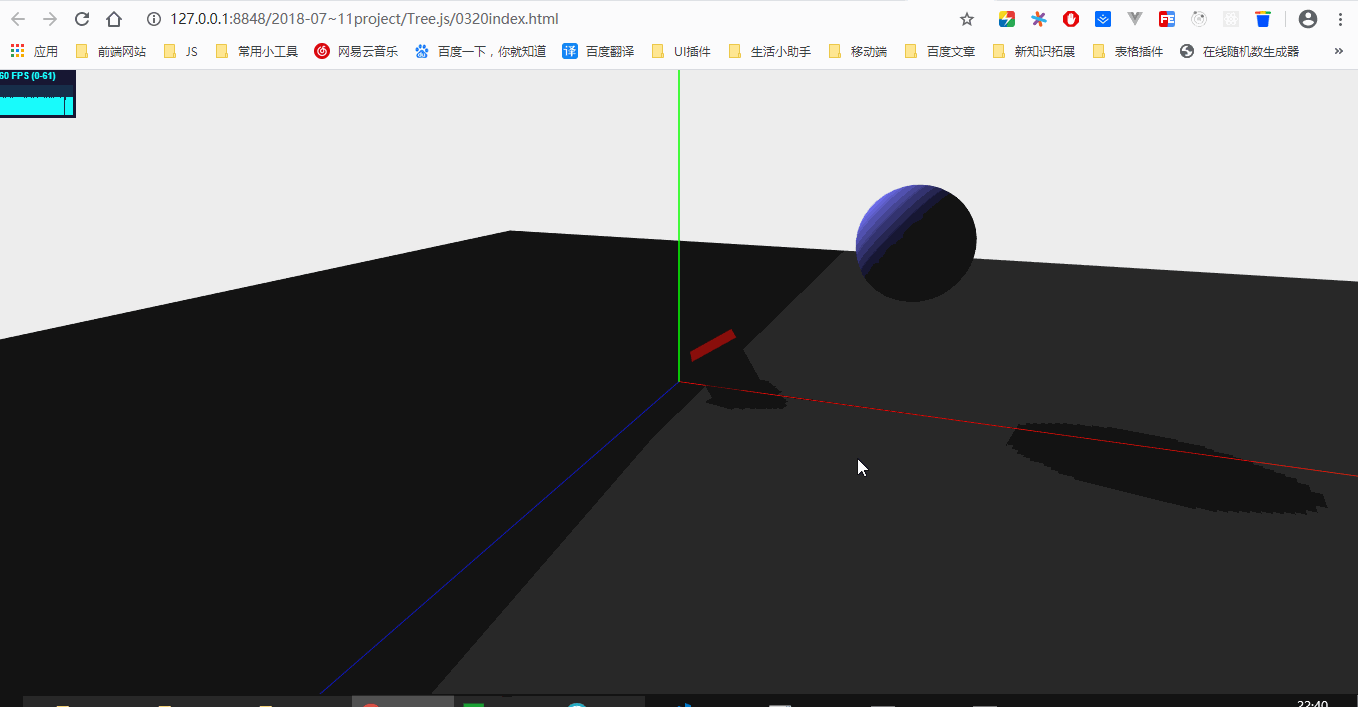 127.0.0.1:8848/2018-07~11project/Tree.js/0320index.html
应用 前端网站 JS 常用小工具 网易云音乐 百度一下，你就知道 译 百度翻译 UI插件 生活小助手 移动端 百度文章 新知识拓展 表格插件 在线随机数生成器 »
60 FPS (0-61)
22:40